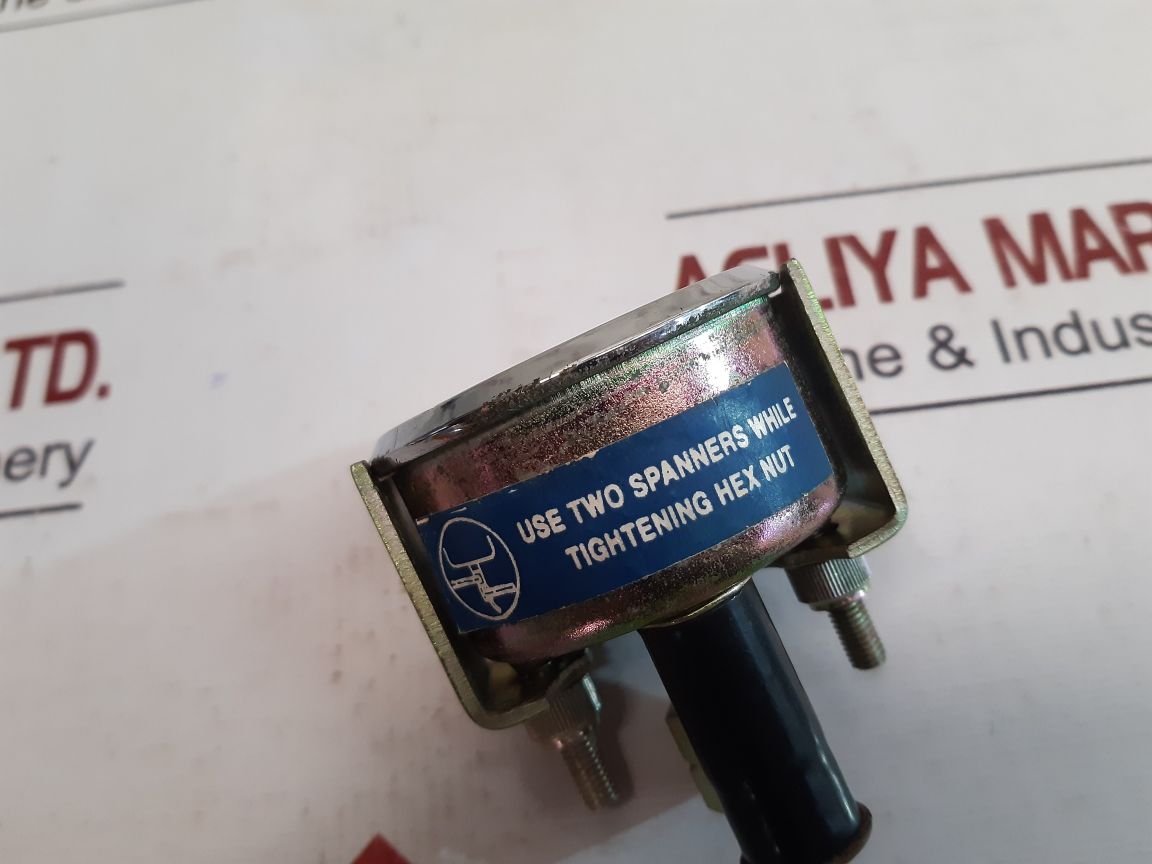 TD.
ery
ASLIYA MAR
ne & Indus
USE TWO SPANNERS WHILE
TIGHTENING HEX NUT